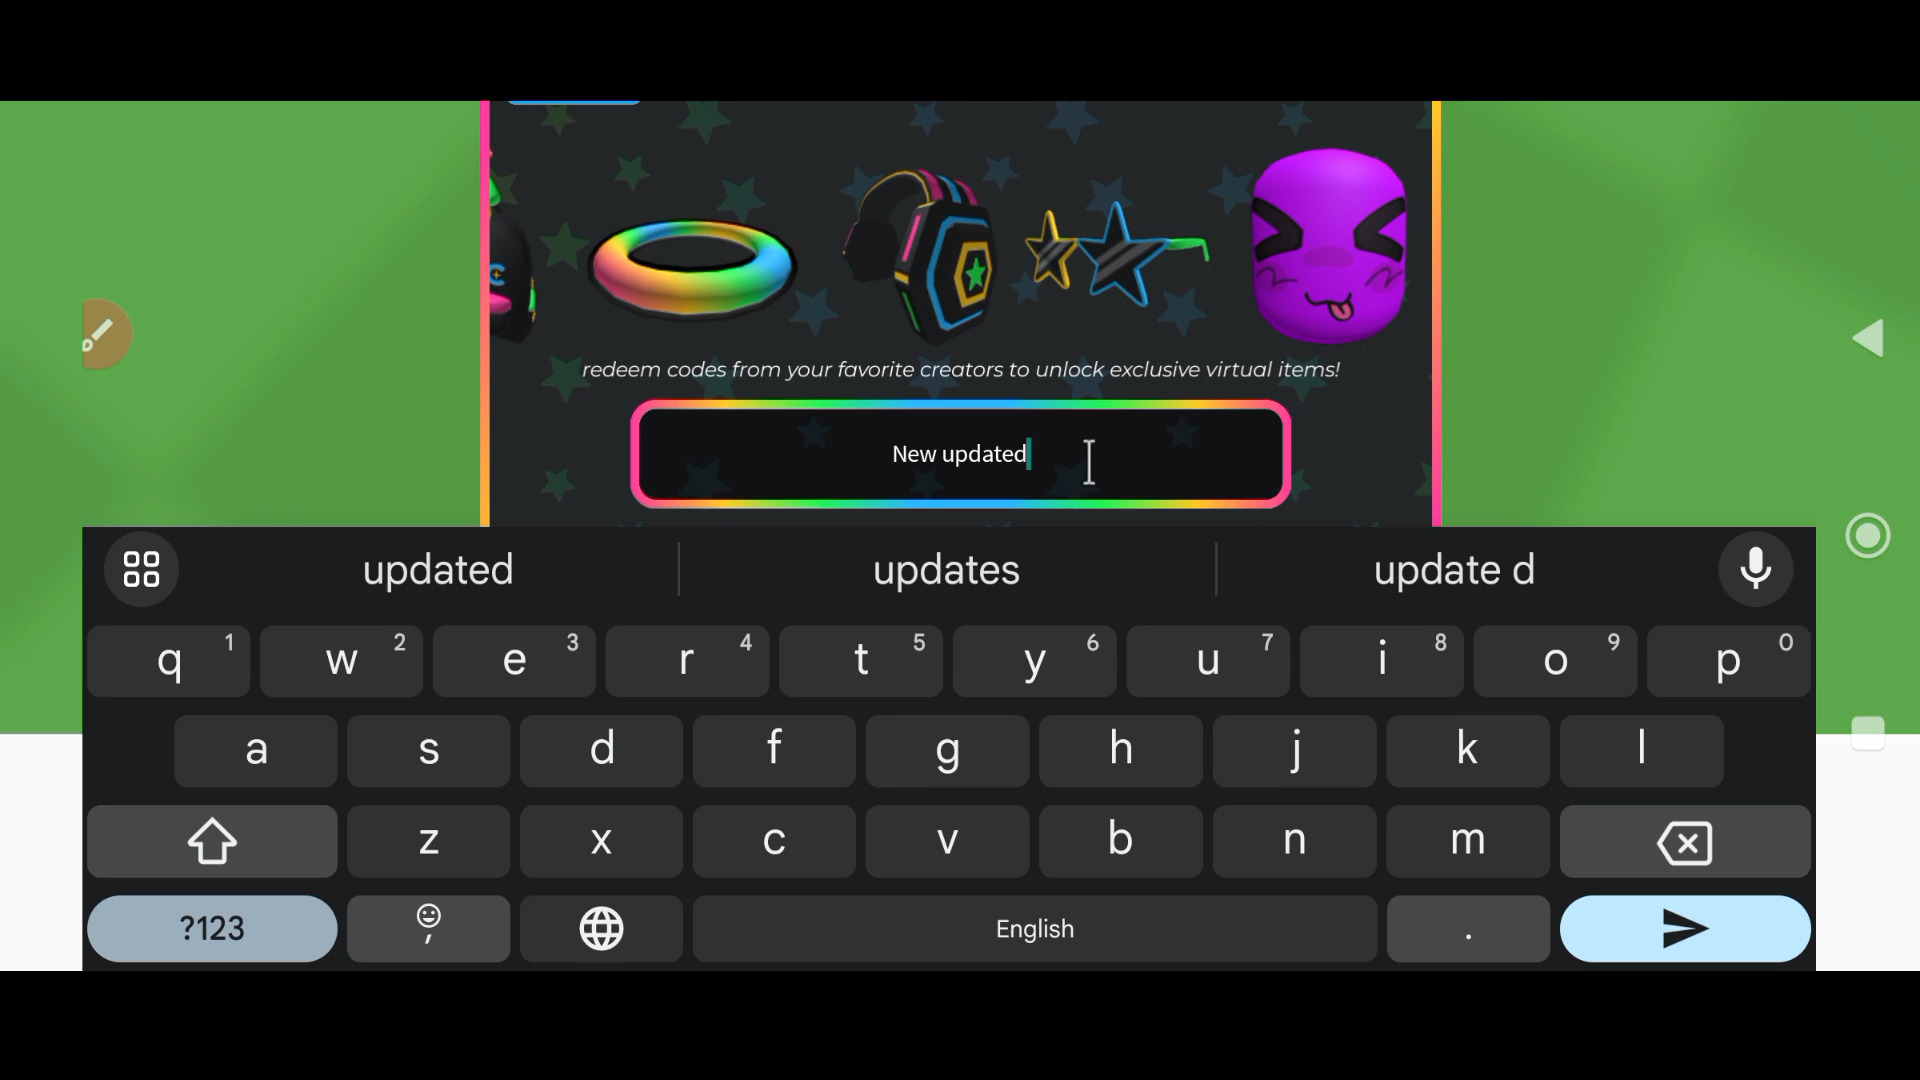 redeem codes from your favorite creators to unlock exclusive virtual items!
New updated
updated updates update d
q 1 w 2 e 3 r 4 t 5 y 6 u 7 i 8 o 9 p 0
a s d f g h j k l
z x c v b n m
?123 , English .